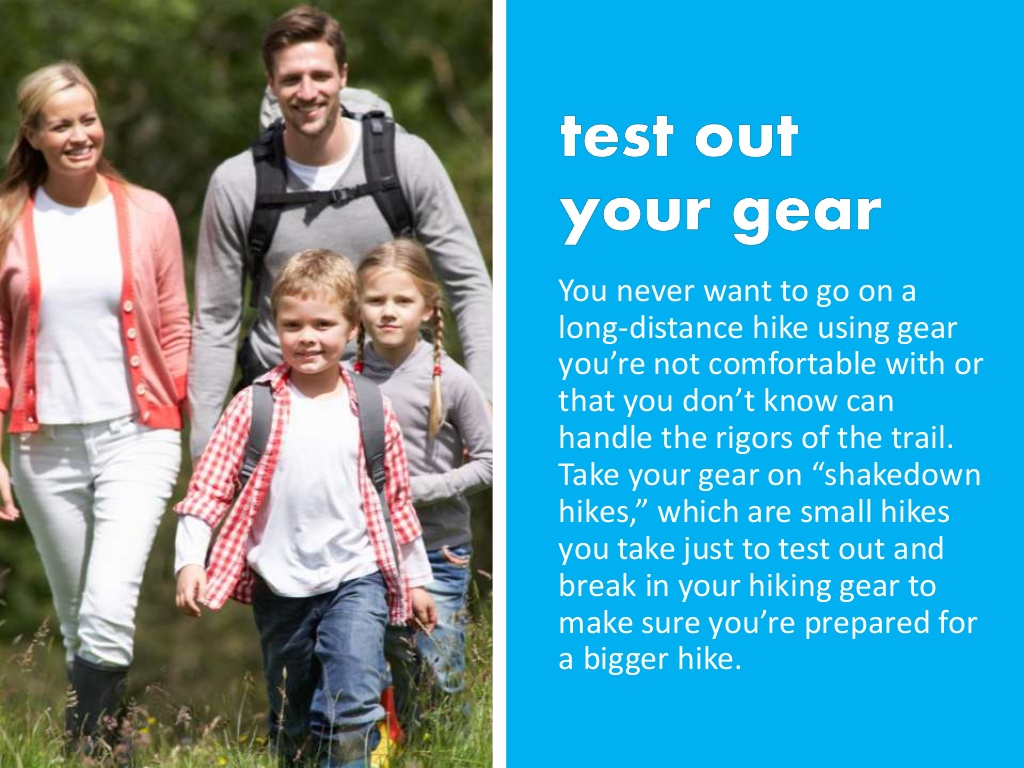 test out
your gear
You never want to go on a
long-distance hike using gear
you’re not comfortable with or
that you don’t know can
handle the rigors of the trail.
Take your gear on “shakedown
hikes,” which are small hikes
you take just to test out and
break in your hiking gear to
make sure you’re prepared for
a bigger hike.